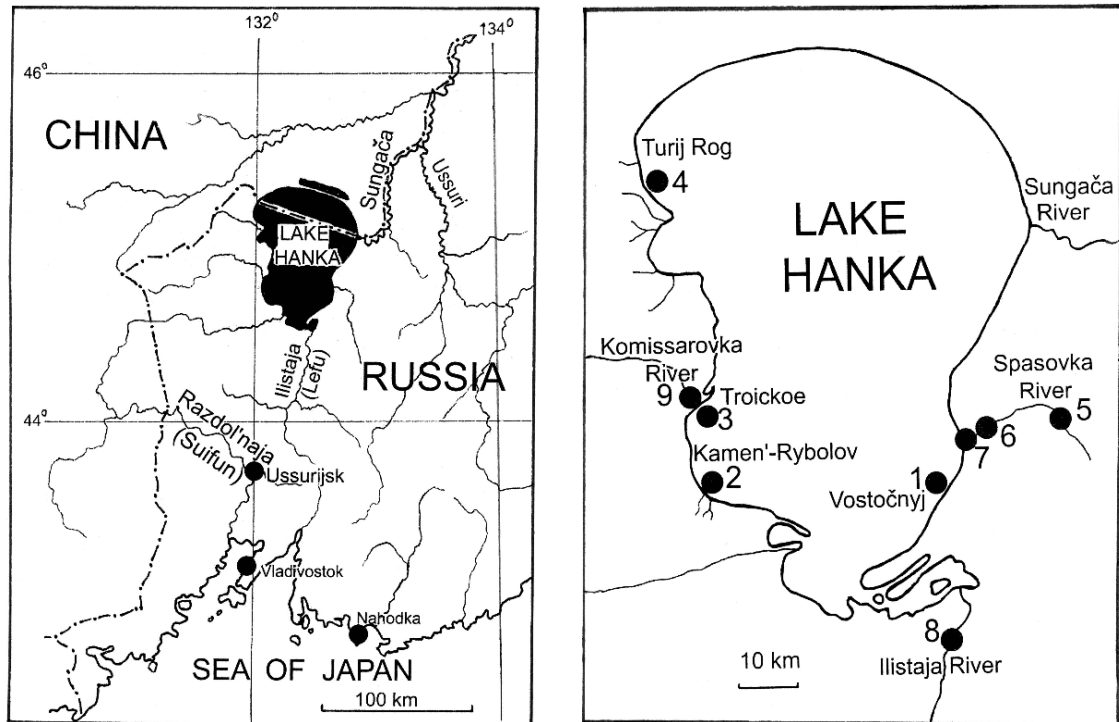 132°
134°
46°
CHINA
Sungača
Ussuri
LAKE
HANKA
Ilistaja
(Lefu)
RUSSIA
44°
Razdol'naja
(Suifun)
Ussurijsk
Vladivostok
Nahodka
SEA OF JAPAN
100 km
Turij Rog
4
Sungača
River
LAKE
HANKA
Komissarovka
River
9
Troickoe
3
Spasovka
River
5
6
7
Kamen'-Rybolov
2
1
Vostočnyj
8
10 km
Ilistaja River